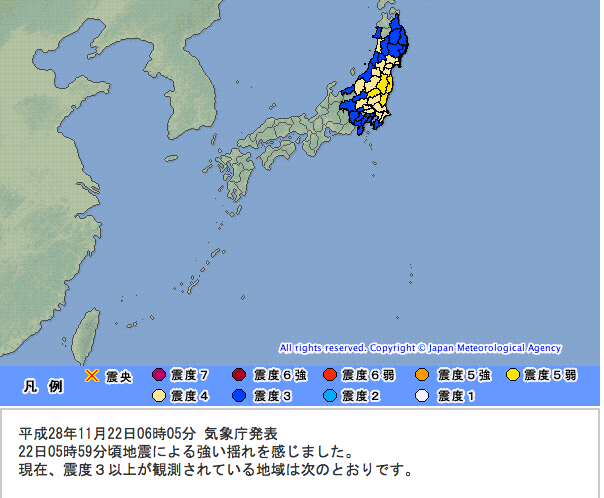 All rights reserved. Copyright © Japan Meteorological Agency
凡 例 震央 震度７ 震度６強 震度６弱 震度５強 震度５弱
震度４ 震度３ 震度２ 震度１
平成28年11月22日06時05分 気象庁発表
22日05時59分頃地震による強い揺れを感じました。
現在、震度３以上が観測されている地域は次のとおりです。